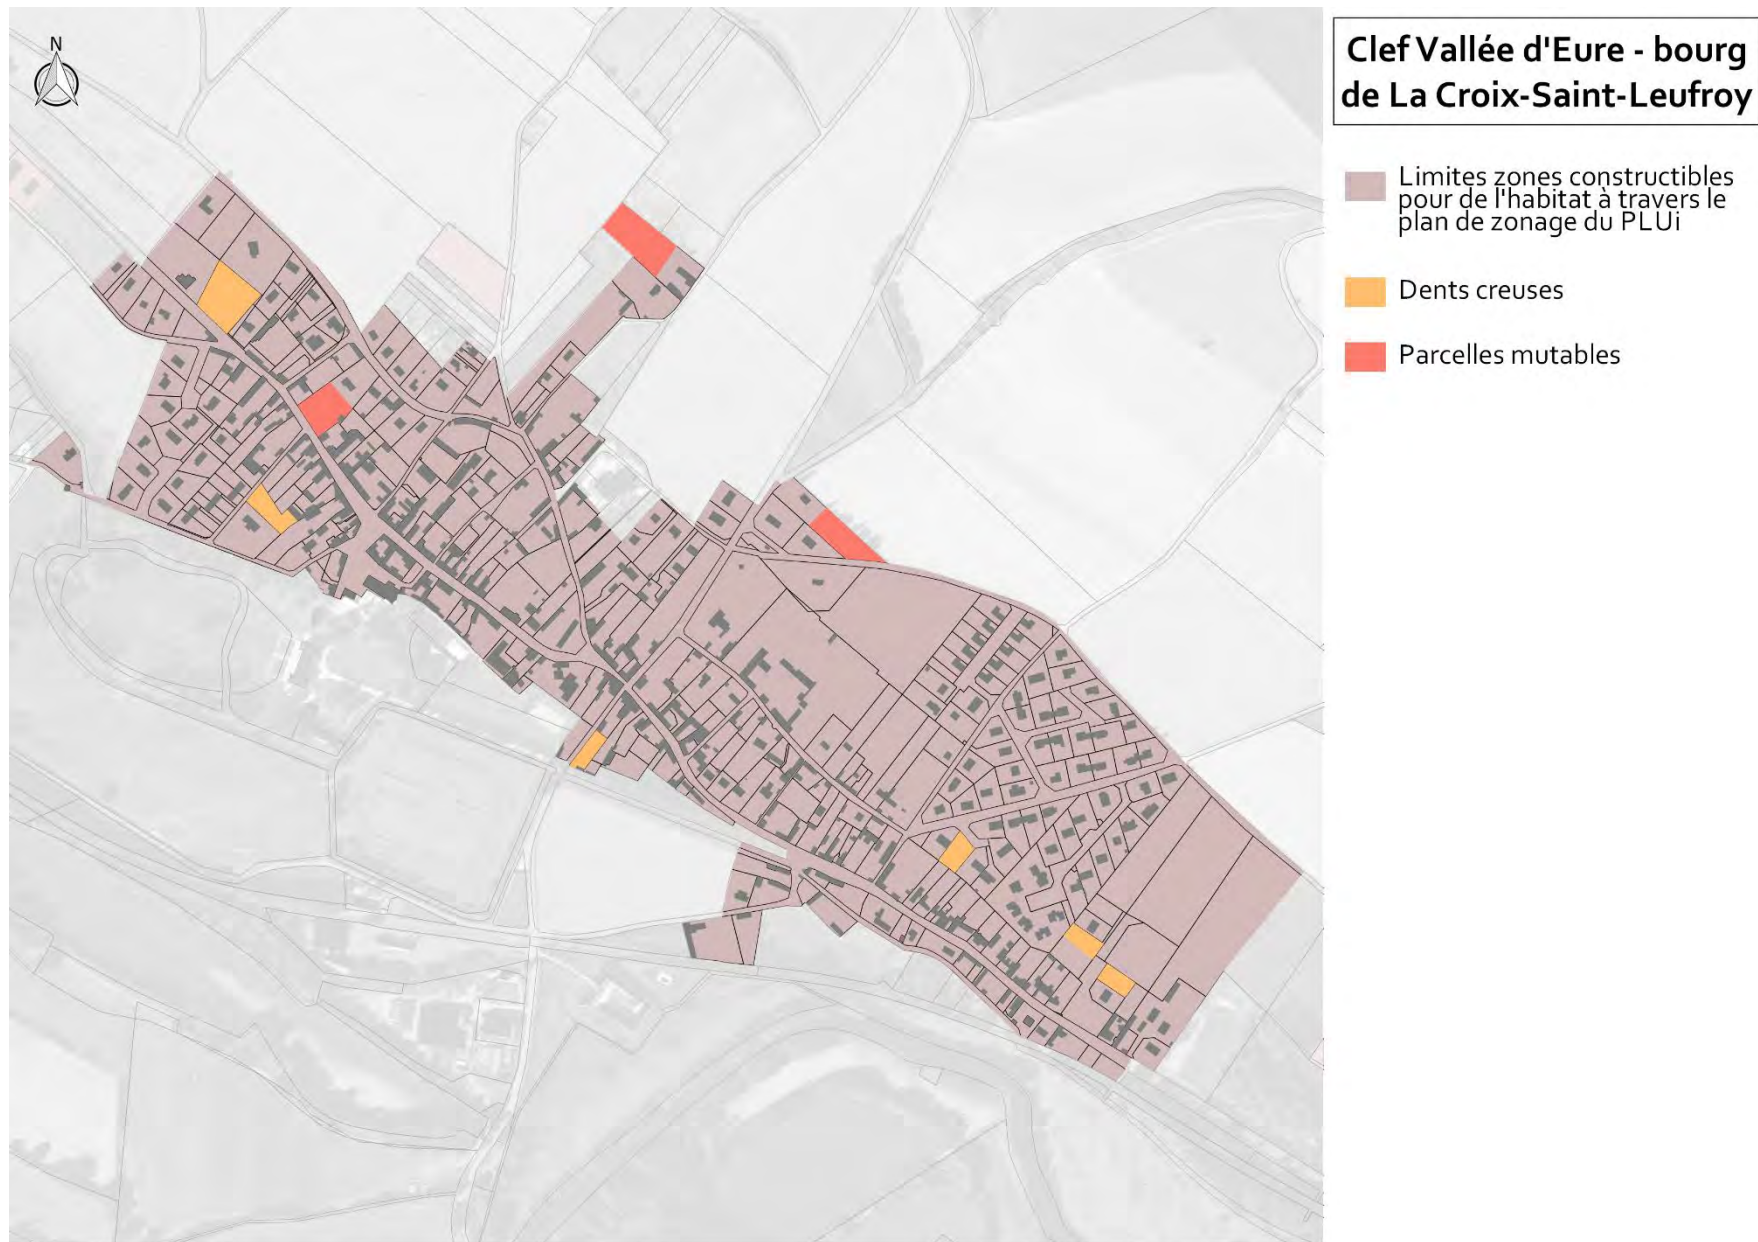 N
Clef Vallée d'Eure - bourg
de La Croix-Saint-Leufroy
Limites zones constructibles
pour de l'habitat à travers le
plan de zonage du PLUi
Dents creuses
Parcelles mutables